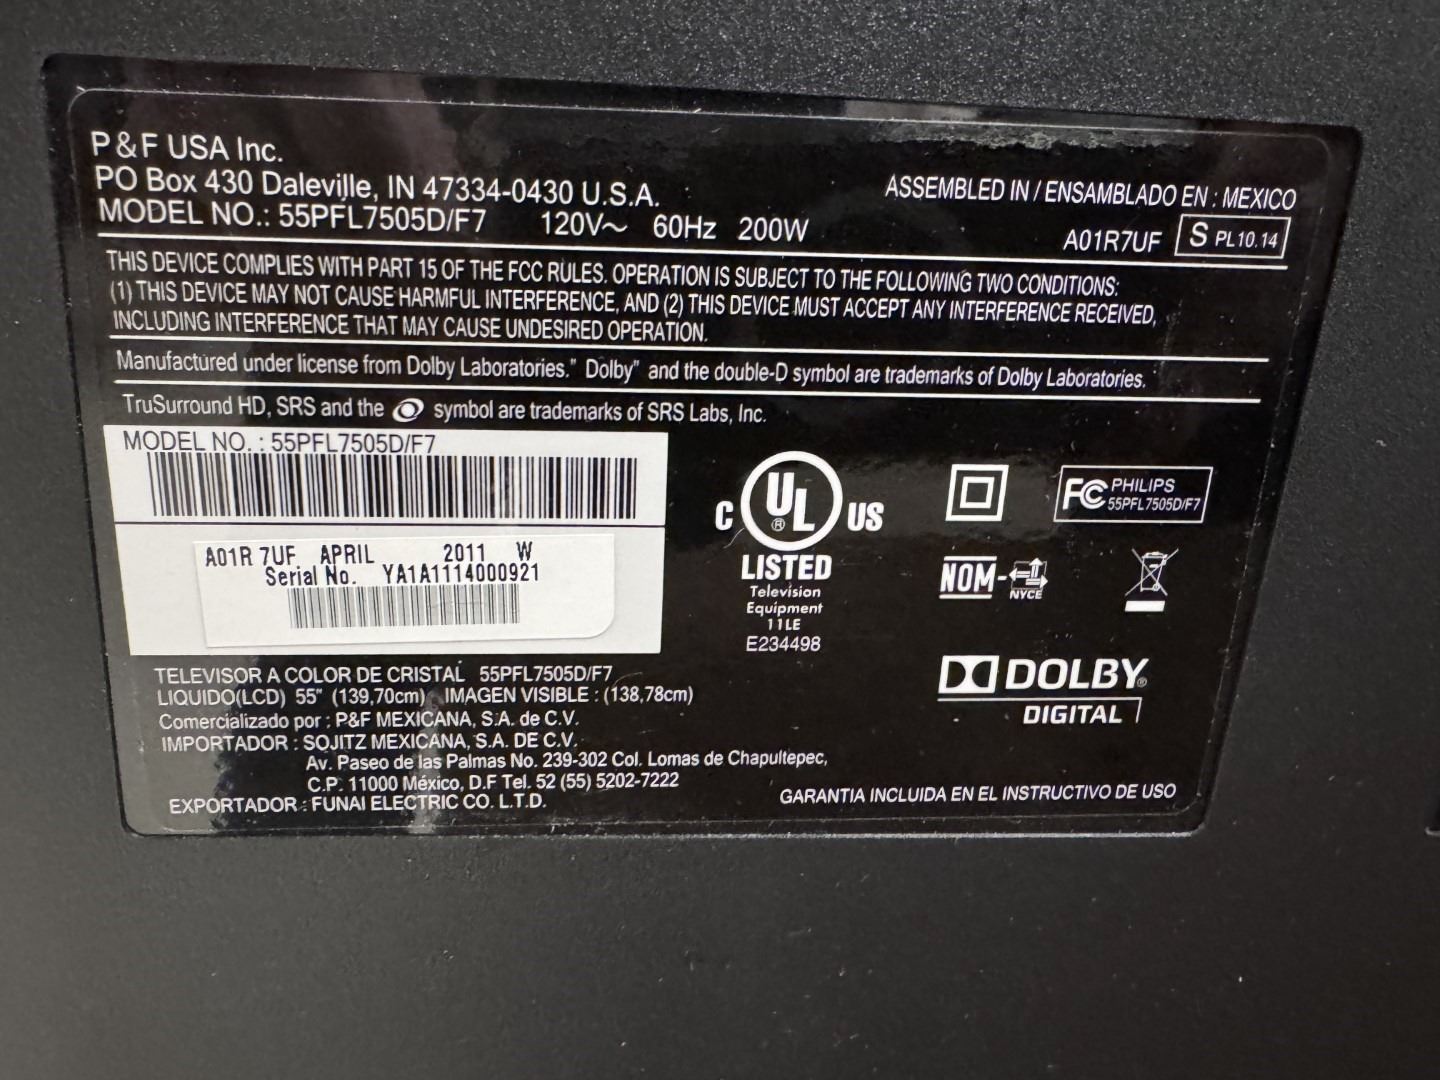 P & F USA Inc.
PO Box 430 Daleville, IN 47334-0430 U.S.A.
MODEL NO.: 55PFL7505D/F7 120V~ 60Hz 200W
ASSEMBLED IN / ENSAMBLADO EN : MEXICO
A01R7UF S PL10.14
THIS DEVICE COMPLIES WITH PART 15 OF THE FCC RULES. OPERATION IS SUBJECT TO THE FOLLOWING TWO CONDITIONS:
(1) THIS DEVICE MAY NOT CAUSE HARMFUL INTERFERENCE, AND (2) THIS DEVICE MUST ACCEPT ANY INTERFERENCE RECEIVED,
INCLUDING INTERFERENCE THAT MAY CAUSE UNDESIRED OPERATION.
Manufactured under license from Dolby Laboratories." Dolby" and the double-D symbol are trademarks of Dolby Laboratories.
TruSurround HD, SRS and the symbol are trademarks of SRS Labs, Inc.
MODEL NO. : 55PFL7505D/F7
A01R 7UF APRIL 2011 W
Serial No. YA1A1114000921
C UL ® US
LISTED
Television
Equipment
11LE
E234498
FC PHILIPS
55PFL7505D/F7
NOM-NYCE
DOLBY®
DIGITAL
TELEVISOR A COLOR DE CRISTAL 55PFL7505D/F7
LIQUIDO(LCD) 55" (139,70cm) IMAGEN VISIBLE : (138,78cm)
Comercializado por : P&F MEXICANA, S.A. de C.V.
IMPORTADOR : SOJITZ MEXICANA, S.A. DE C.V.
Av. Paseo de las Palmas No. 239-302 Col. Lomas de Chapultepec,
C.P. 11000 México, D.F Tel. 52 (55) 5202-7222
EXPORTADOR : FUNAI ELECTRIC CO. L.T.D.
GARANTIA INCLUIDA EN EL INSTRUCTIVO DE USO